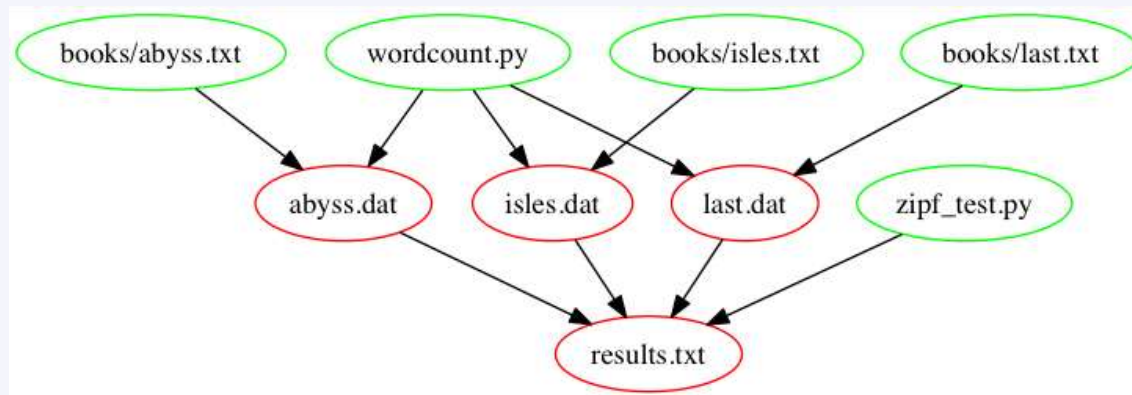 books/abyss.txt
wordcount.py
books/isles.txt
books/last.txt
abyss.dat
isles.dat
last.dat
zipf_test.py
results.txt